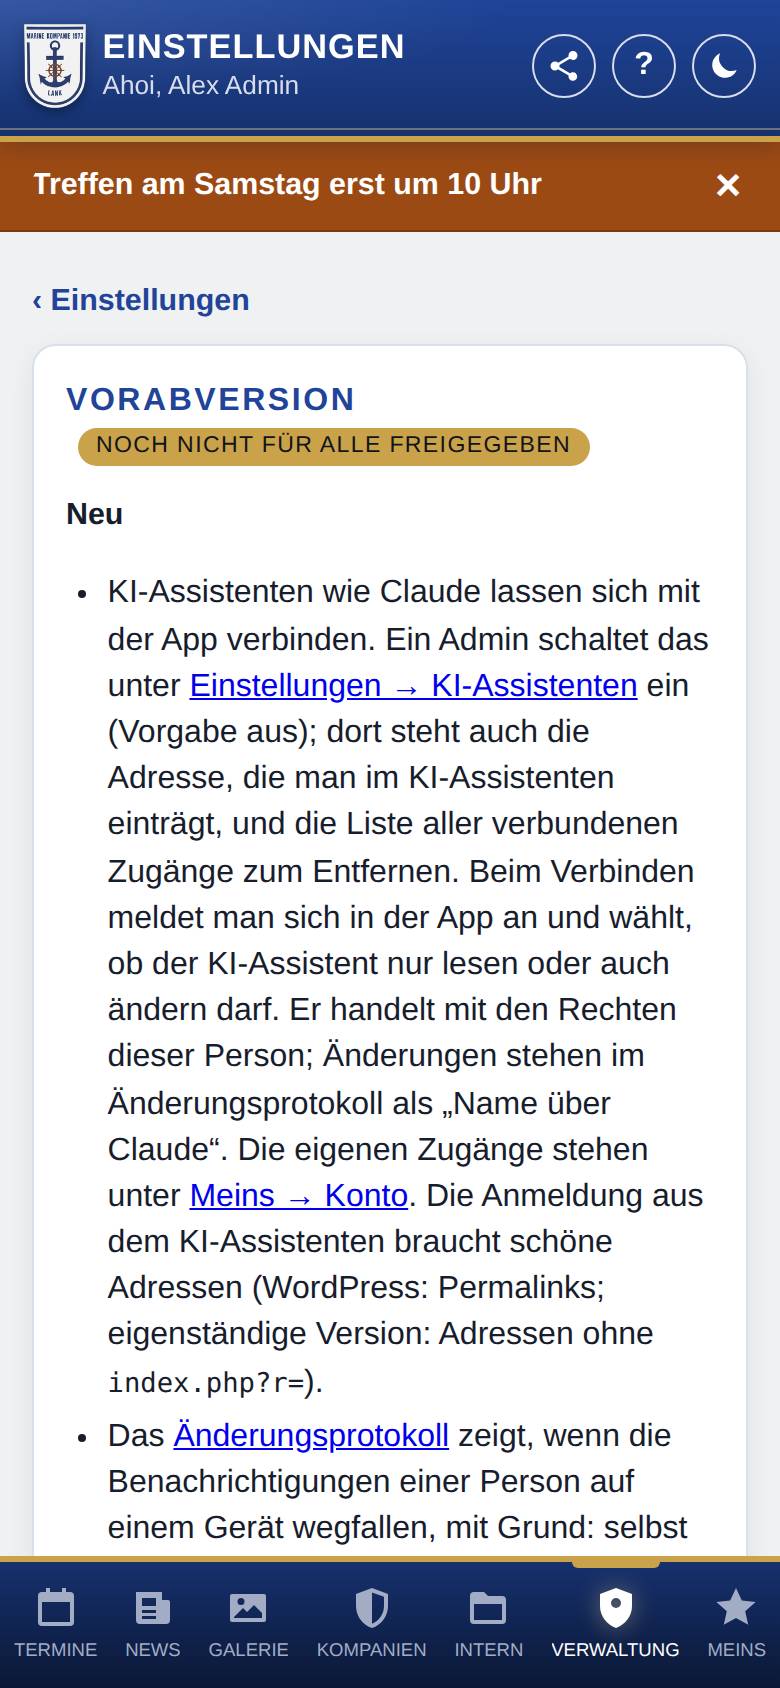 MARINE KOMPANIE 1973
LANK
EINSTELLUNGEN
Ahoi, Alex Admin
?
Treffen am Samstag erst um 10 Uhr
×
‹ Einstellungen
VORABVERSION
NOCH NICHT FÜR ALLE FREIGEGEBEN
Neu
• KI-Assistenten wie Claude lassen sich mit
der App verbinden. Ein Admin schaltet das
unter Einstellungen → KI-Assistenten ein
(Vorgabe aus); dort steht auch die
Adresse, die man im KI-Assistenten
einträgt, und die Liste aller verbundenen
Zugänge zum Entfernen. Beim Verbinden
meldet man sich in der App an und wählt,
ob der KI-Assistent nur lesen oder auch
ändern darf. Er handelt mit den Rechten
dieser Person; Änderungen stehen im
Änderungsprotokoll als „Name über
Claude“. Die eigenen Zugänge stehen
unter Meins → Konto. Die Anmeldung aus
dem KI-Assistenten braucht schöne
Adressen (WordPress: Permalinks;
eigenständige Version: Adressen ohne
index.php?r=).
• Das Änderungsprotokoll zeigt, wenn die
Benachrichtigungen einer Person auf
einem Gerät wegfallen, mit Grund: selbst
TERMINE NEWS GALERIE KOMPANIEN INTERN VERWALTUNG MEINS